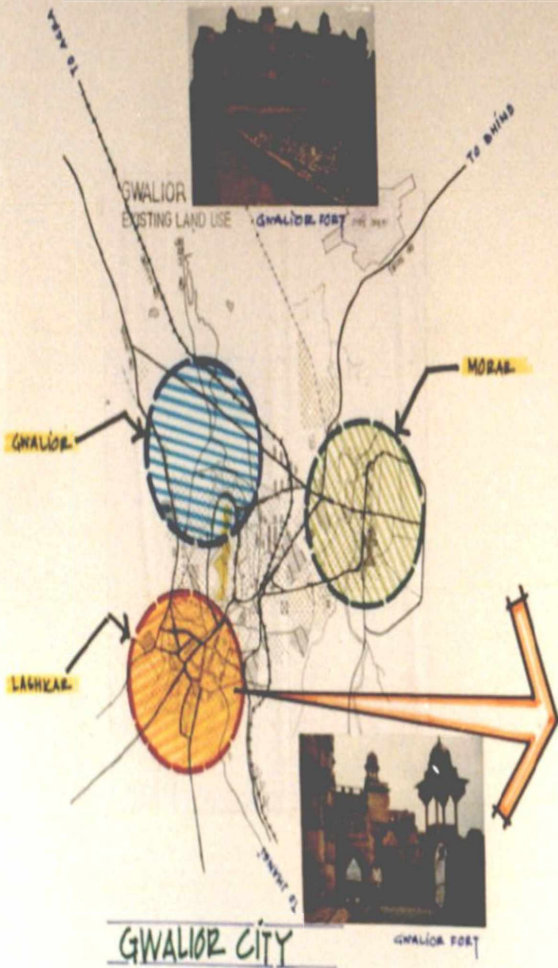 TO AGRA
GWALIOR
EXISTING LAND USE
GWALIOR FORT
TO BHIND
MORAR
GWALIOR
LASHKAR
TO JHANSI
GWALIOR CITY
GWALIOR FORT